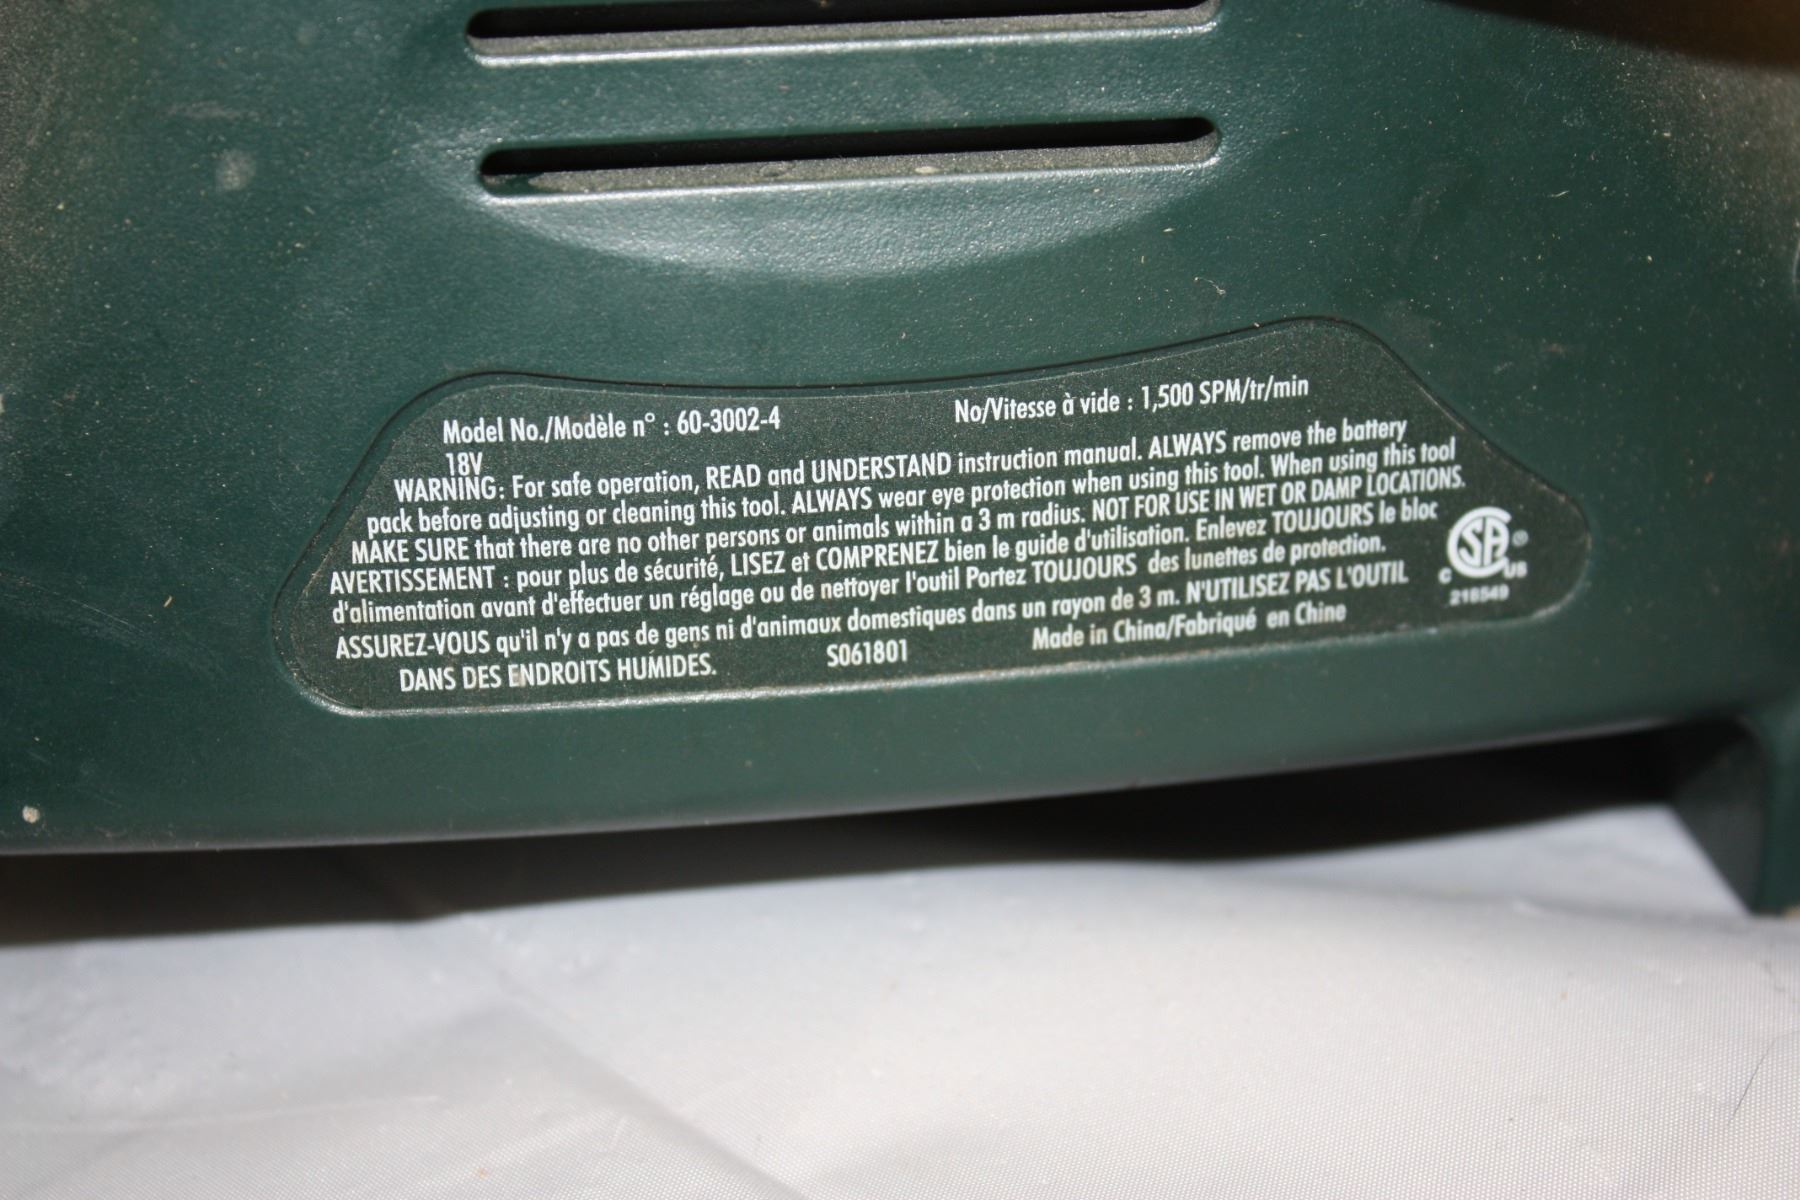 Model No./Modèle n° : 60-3002-4 No/Vitesse à vide : 1,500 SPM/tr/min
18V
WARNING: For safe operation, READ and UNDERSTAND instruction manual. ALWAYS remove the battery
pack before adjusting or cleaning this tool. ALWAYS wear eye protection when using this tool. When using this tool
MAKE SURE that there are no other persons or animals within a 3 m radius. NOT FOR USE IN WET OR DAMP LOCATIONS.
AVERTISSEMENT : pour plus de sécurité, LISEZ et COMPRENEZ bien le guide d'utilisation. Enlevez TOUJOURS le bloc
d'alimentation avant d'effectuer un réglage ou de nettoyer l'outil Portez TOUJOURS des lunettes de protection.
ASSUREZ-VOUS qu'il n'y a pas de gens ni d'animaux domestiques dans un rayon de 3 m. N'UTILISEZ PAS L'OUTIL
DANS DES ENDROITS HUMIDES. S061801 Made in China/Fabriqué en Chine
C SA ® US
218549